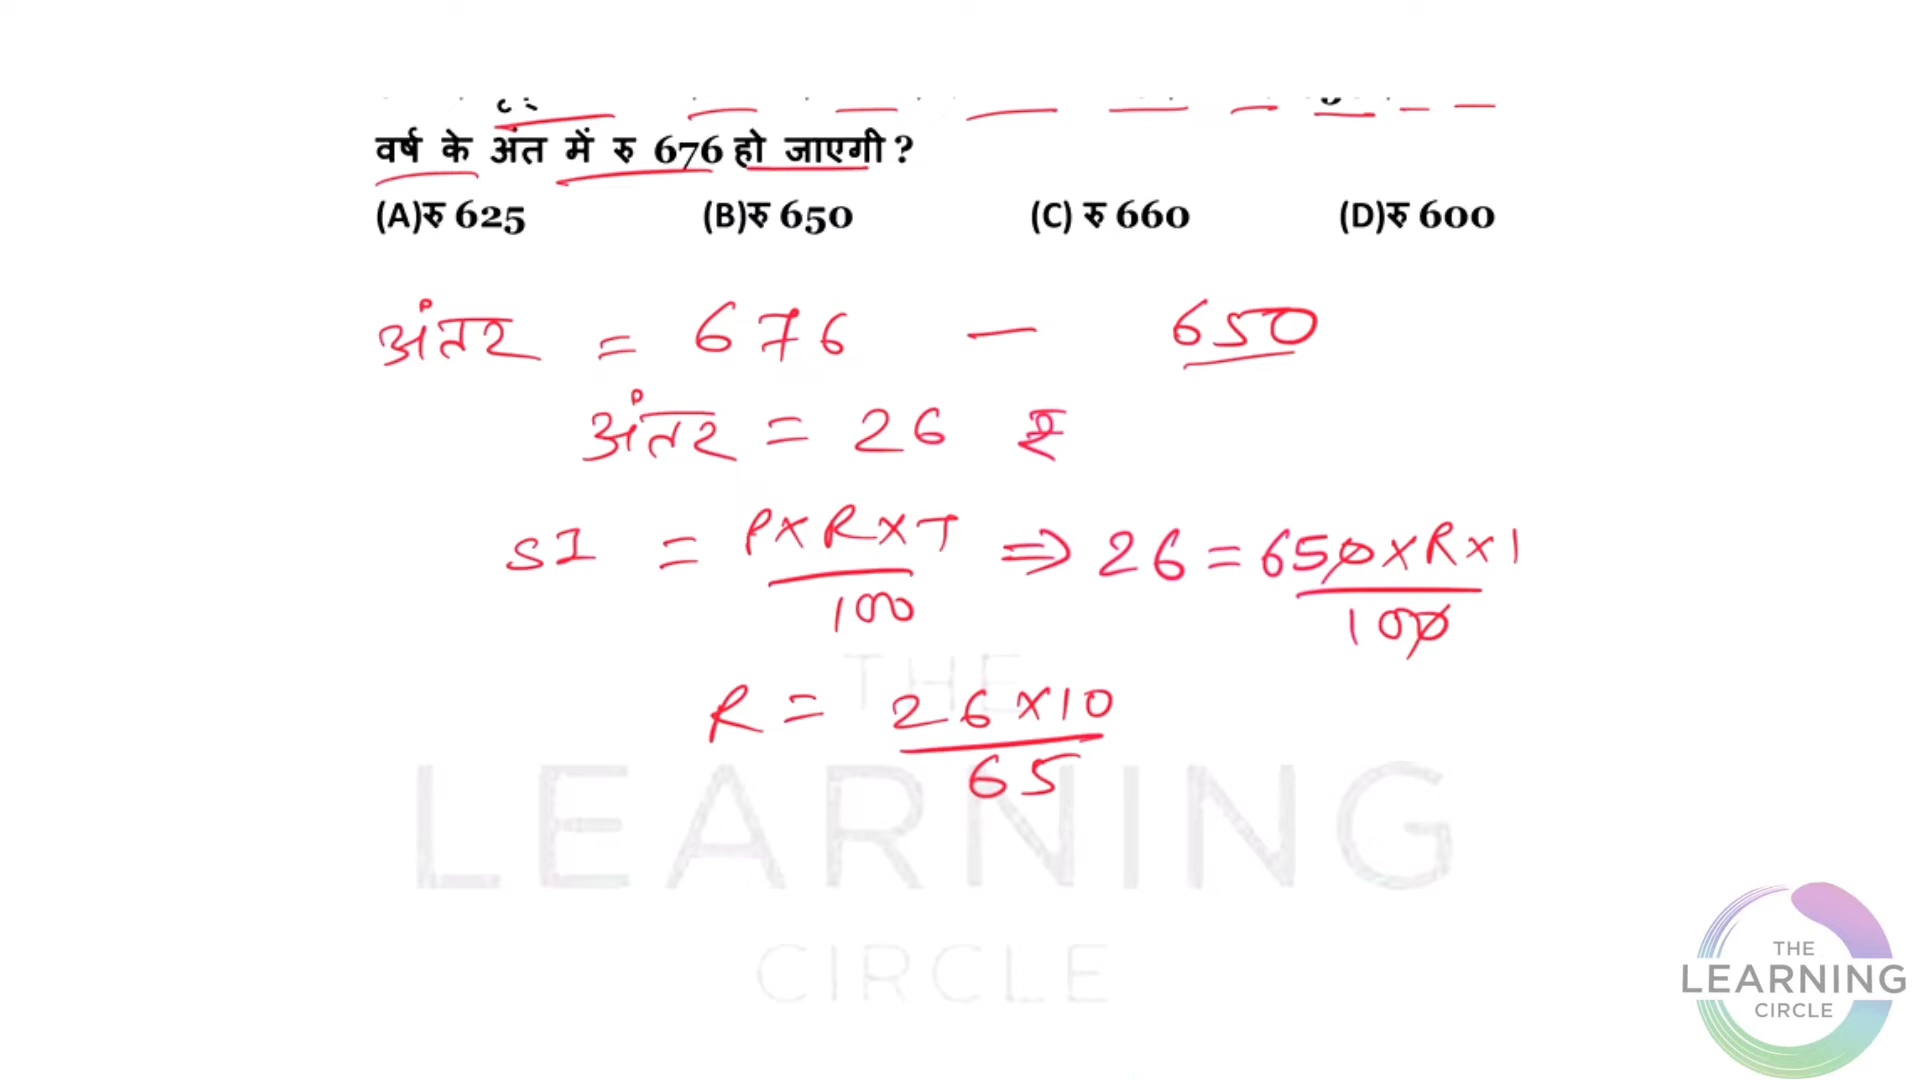 वर्ष के अंत में रु 676 हो जाएगी ?
(A)रु 625 (B)रु 650 (C) रु 660 (D)रु 600
अंतर = 676 — 650
अंतर = 26 रु
SI = P×R×T/100 ⇒ 26 = 650×R×1/100
R = 26×10/65
THE
LEARNING
CIRCLE
THE
LEARNING
CIRCLE